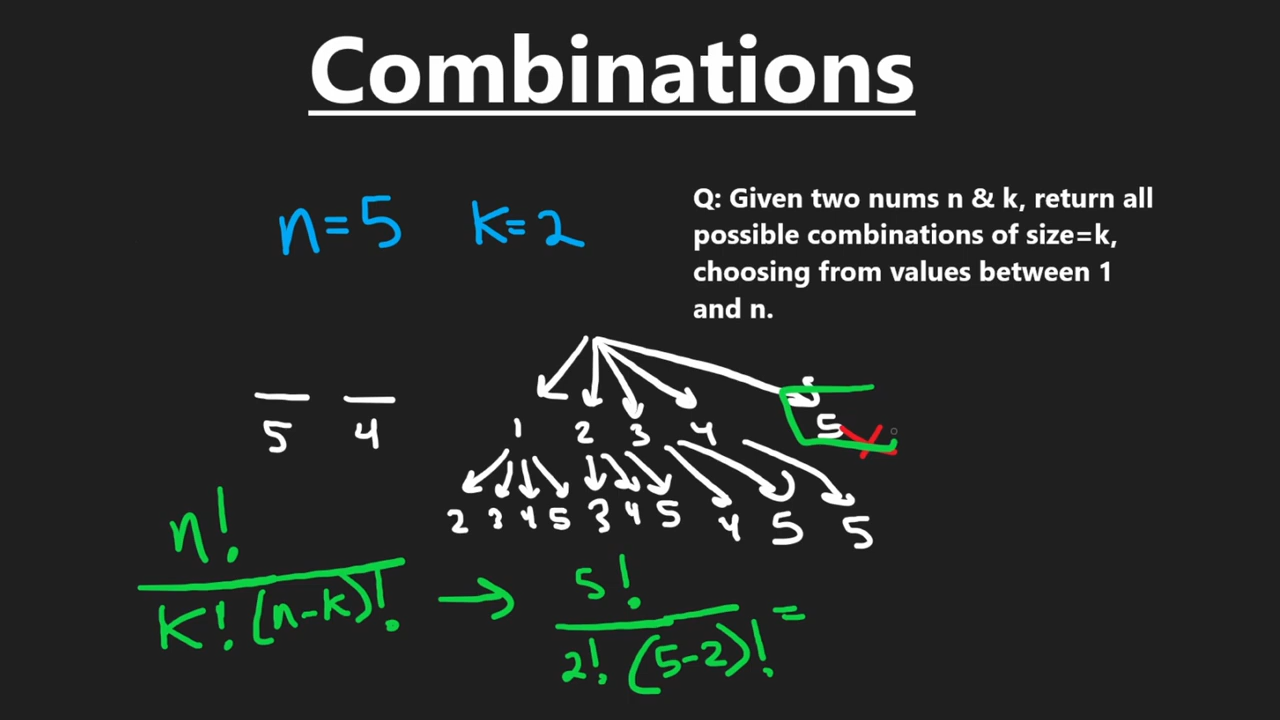 Combinations
n=5 k=2
Q: Given two nums n & k, return all
possible combinations of size=k,
choosing from values between 1
and n.
5 4
1 2 3 4 5
2 3 4 5 3 4 5 4 5 5
n!
k!(n-k)!
→
5!
2!(5-2)!
=